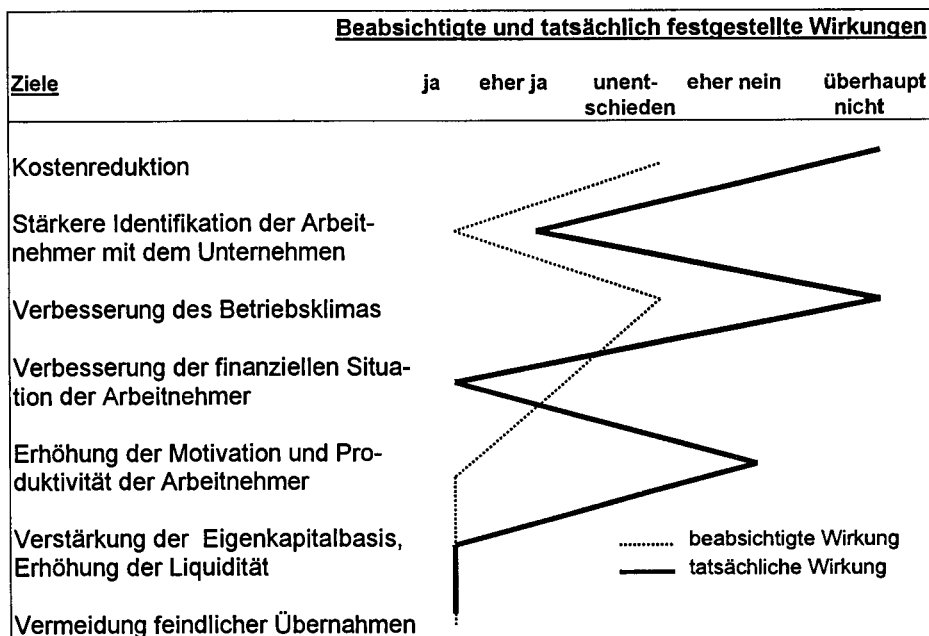 Beabsichtigte und tatsächlich festgestellte Wirkungen
Ziele ja eher ja unent- eher nein überhaupt
schieden nicht
Kostenreduktion
Stärkere Identifikation der Arbeit-
nehmer mit dem Unternehmen
Verbesserung des Betriebsklimas
Verbesserung der finanziellen Situa-
tion der Arbeitnehmer
Erhöhung der Motivation und Pro-
duktivität der Arbeitnehmer
Verstärkung der Eigenkapitalbasis,
Erhöhung der Liquidität
Vermeidung feindlicher Übernahmen
beabsichtigte Wirkung
tatsächliche Wirkung